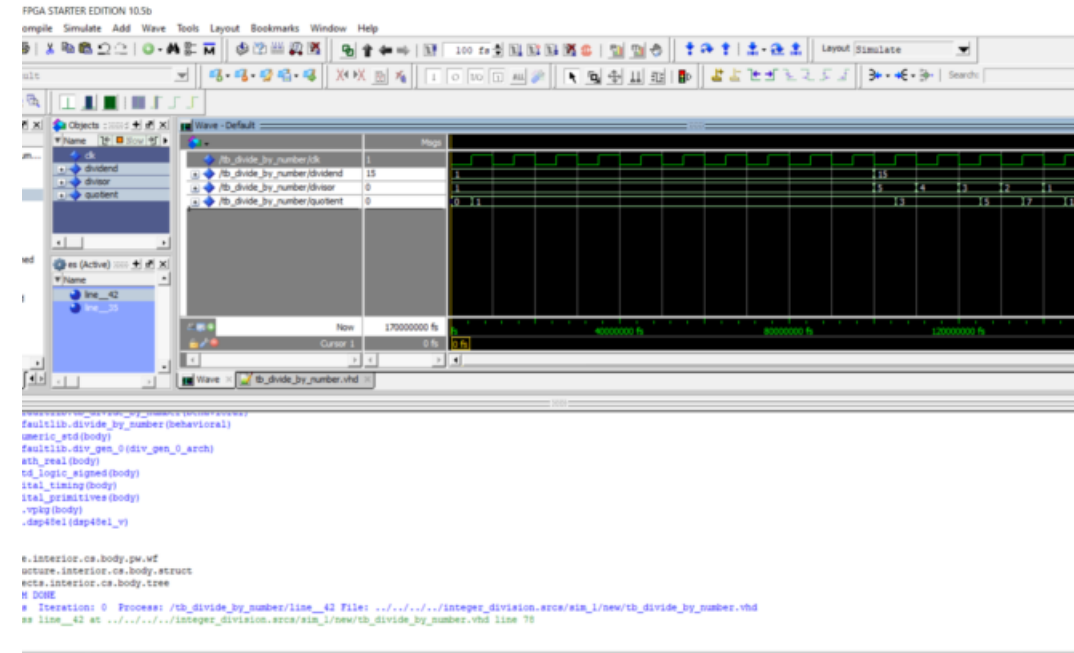 FPGA STARTER EDITION 10.5b
ompile Simulate Add Wave Tools Layout Bookmarks Window Help
100 fs
Layout Simulate
Search:
Objects
Wave - Default
Name
Msgs
clk
dividend
divisor
quotient
/tb_divide_by_number/clk 1
/tb_divide_by_number/dividend 15 1 15
/tb_divide_by_number/divisor 0 1 5 4 3 2 1
/tb_divide_by_number/quotient 0 0 1 3 5 7 1
es (Active)
Name
line__42
line__35
Now 170000000 fs
fs 40000000 fs 80000000 fs 120000000 fs
Cursor 1 0 fs 0 fs
Wave
tb_divide_by_number.vhd
faultlib.divide_by_number(behavioral)
umeric_std(body)
faultlib.div_gen_0(div_gen_0_arch)
ath_real(body)
td_logic_signed(body)
ital_timing(body)
ital_primitives(body)
.vpkg(body)
.dsp48e1(dsp48e1_v)
e.interior.cs.body.pw.wf
ucture.interior.cs.body.struct
ects.interior.cs.body.tree
M DONE
s Iteration: 0 Process: /tb_divide_by_number/line__42 File: ../../../../integer_division.srcs/sim_1/new/tb_divide_by_number.vhd
ss line__42 at ../../../../integer_division.srcs/sim_1/new/tb_divide_by_number.vhd line 78